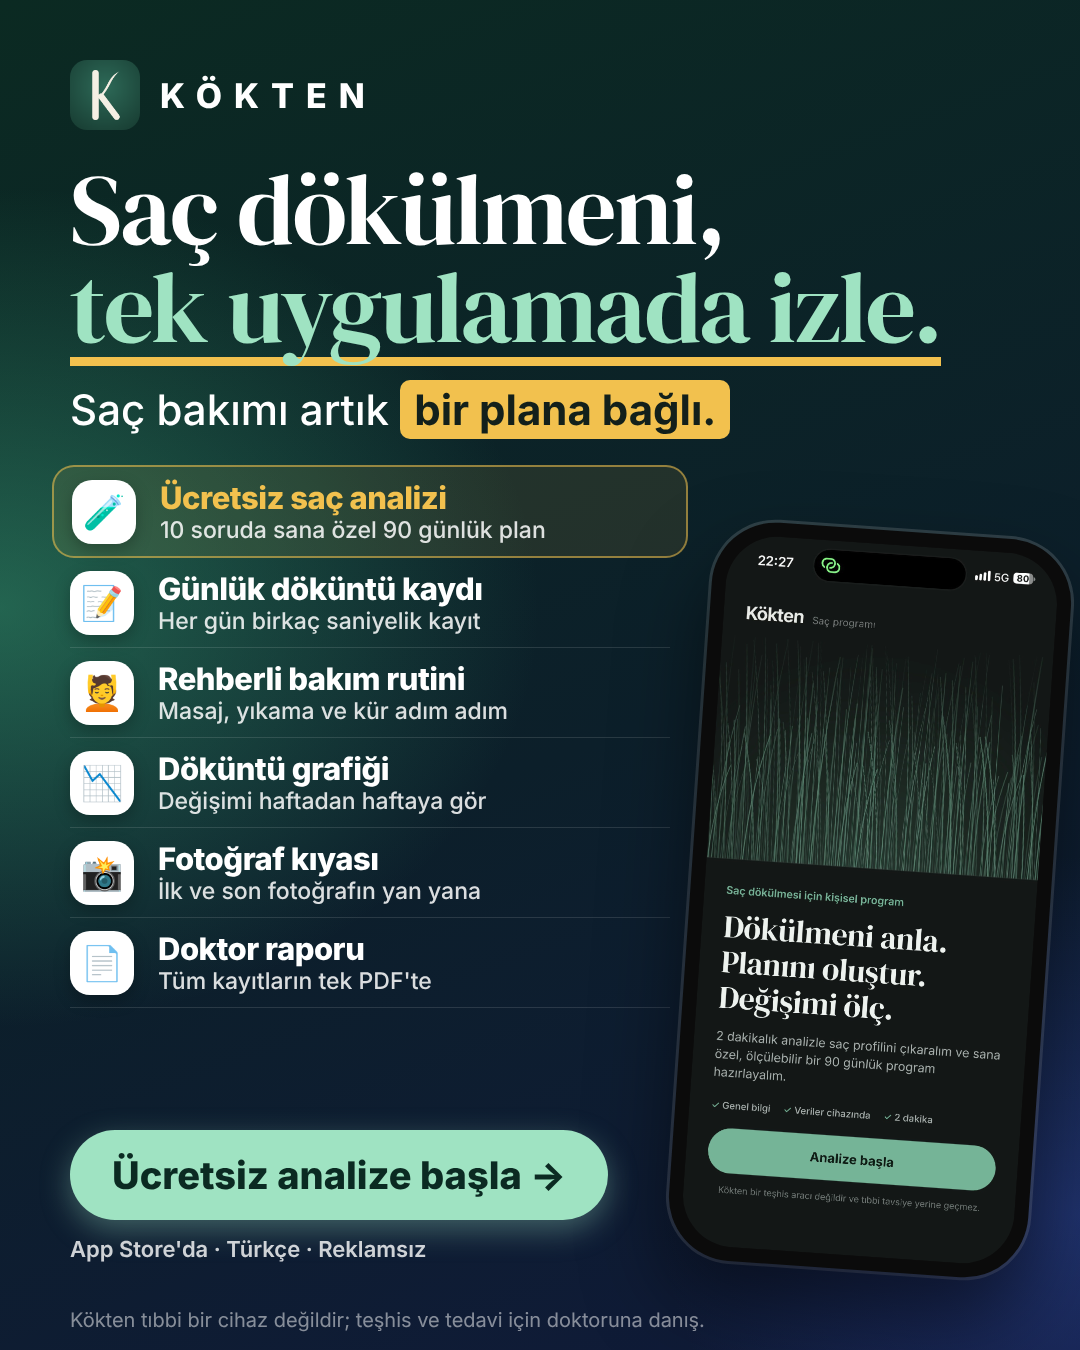 KÖKTEN
Saç dökülmeni,
tek uygulamada izle.
Saç bakımı artık bir plana bağlı.
Ücretsiz saç analizi
10 soruda sana özel 90 günlük plan
Günlük döküntü kaydı
Her gün birkaç saniyelik kayıt
Rehberli bakım rutini
Masaj, yıkama ve kür adım adım
Döküntü grafiği
Değişimi haftadan haftaya gör
Fotoğraf kıyası
İlk ve son fotoğrafın yan yana
Doktor raporu
Tüm kayıtların tek PDF'te
Ücretsiz analize başla →
App Store'da · Türkçe · Reklamsız
22:27 5G 80
Kökten Saç programı
Saç dökülmesi için kişisel program
Dökülmeni anla.
Planını oluştur.
Değişimi ölç.
2 dakikalık analizle saç profilini çıkaralım ve sana
özel, ölçülebilir bir 90 günlük program
hazırlayalım.
✓ Genel bilgi ✓ Veriler cihazında ✓ 2 dakika
Analize başla
Kökten bir teşhis aracı değildir ve tıbbi tavsiye yerine geçmez.
Kökten tıbbi bir cihaz değildir; teşhis ve tedavi için doktoruna danış.